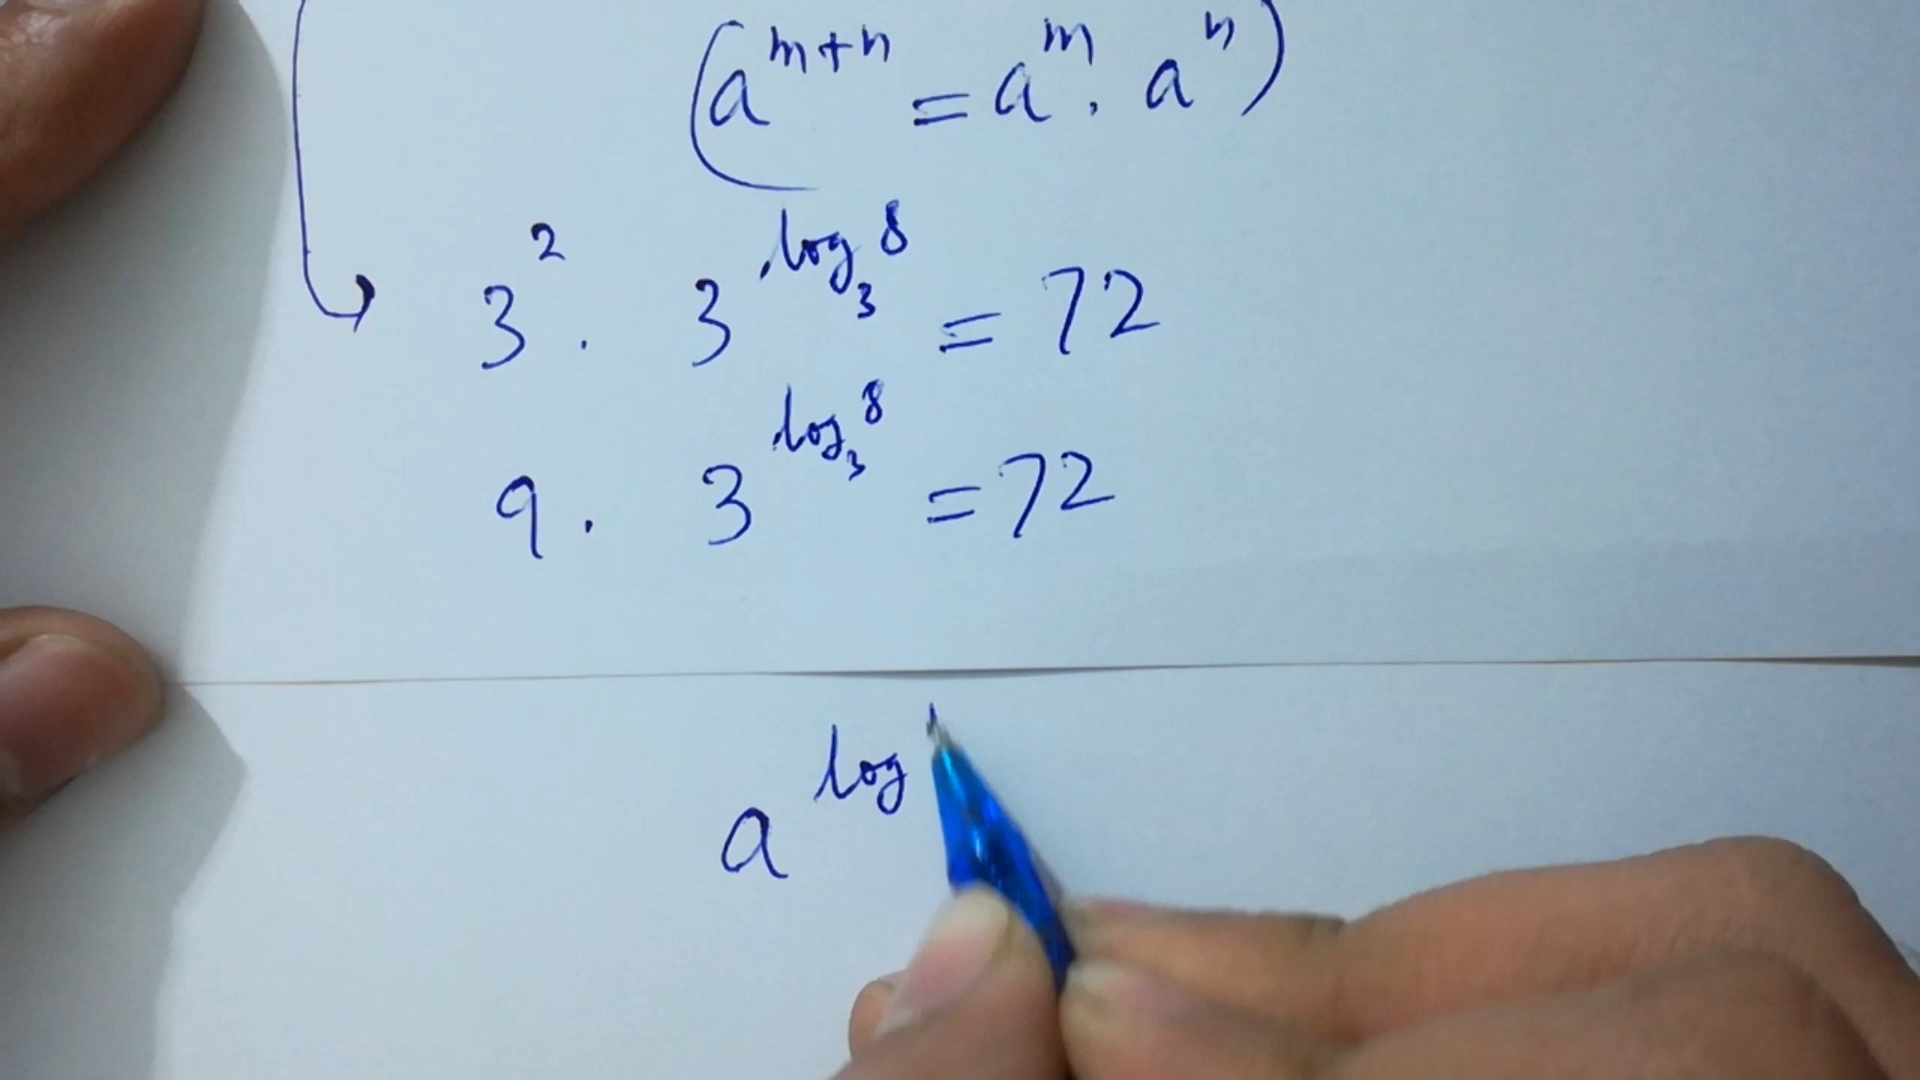 (a^{m+n} = a^m . a^n)
3^2 . 3^{log_3 8} = 72
9 . 3^{log_3 8} = 72
a^{log